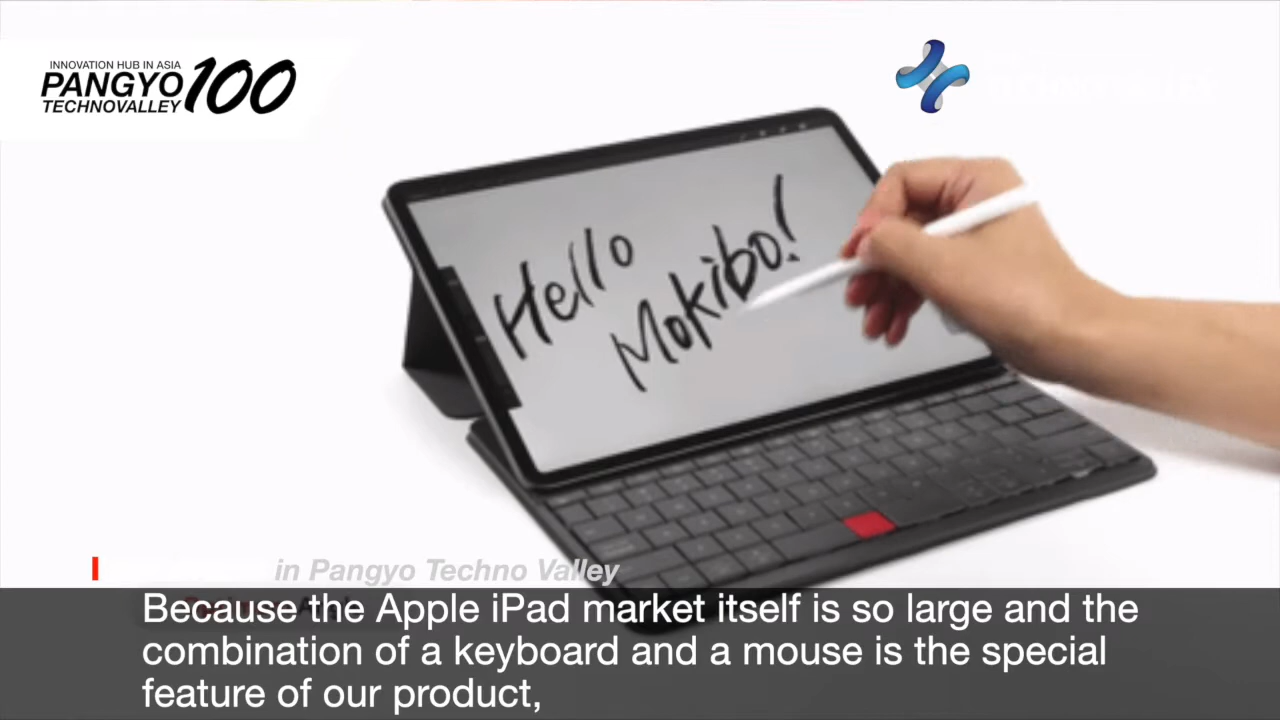 INNOVATION HUB IN ASIA
PANGYO 100
TECHNOVALLEY
Hello
Mokibo!
in Pangyo Techno Valley
Because the Apple iPad market itself is so large and the
combination of a keyboard and a mouse is the special
feature of our product,